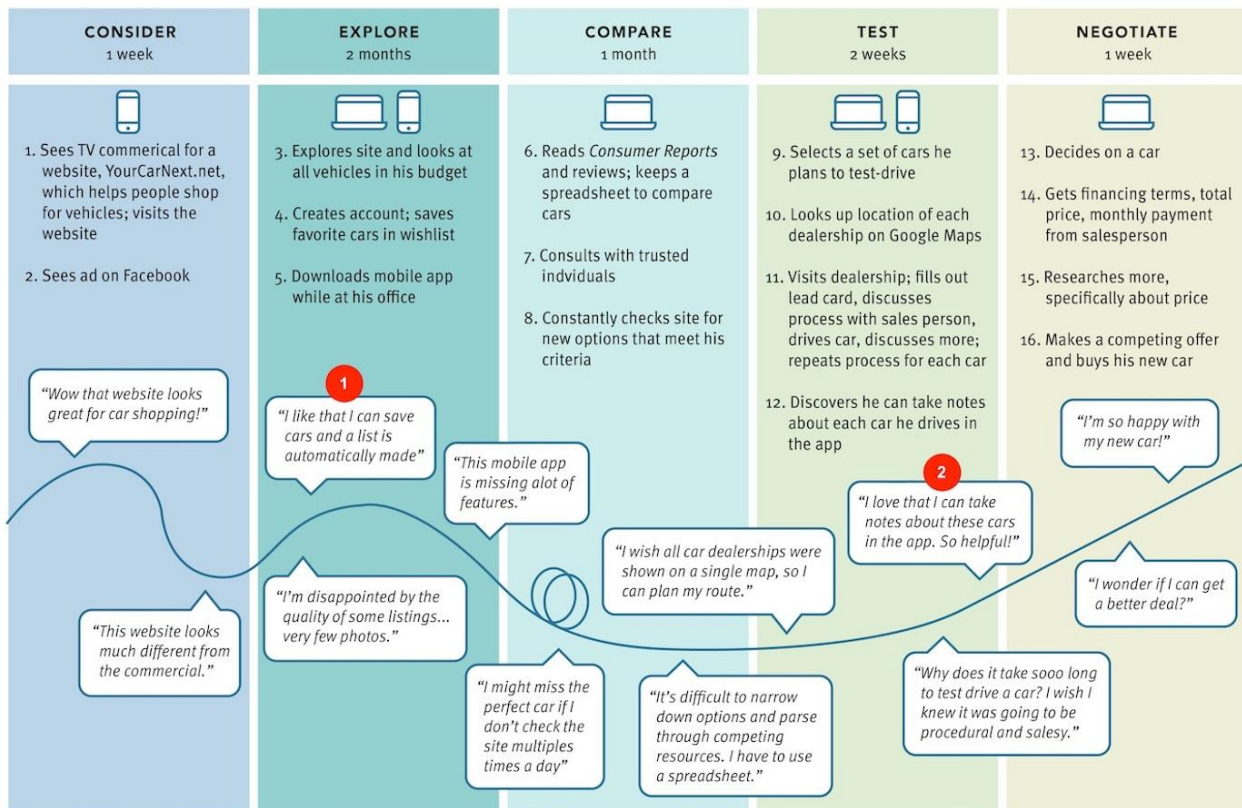 CONSIDER
1 week
EXPLORE
2 months
COMPARE
1 month
TEST
2 weeks
NEGOTIATE
1 week
1. Sees TV commerical for a
website, YourCarNext.net,
which helps people shop
for vehicles; visits the
website
2. Sees ad on Facebook
3. Explores site and looks at
all vehicles in his budget
4. Creates account; saves
favorite cars in wishlist
5. Downloads mobile app
while at his office
6. Reads Consumer Reports
and reviews; keeps a
spreadsheet to compare
cars
7. Consults with trusted
indviduals
8. Constantly checks site for
new options that meet his
criteria
9. Selects a set of cars he
plans to test-drive
10. Looks up location of each
dealership on Google Maps
11. Visits dealership; fills out
lead card, discusses
process with sales person,
drives car, discusses more;
repeats process for each car
12. Discovers he can take notes
about each car he drives in
the app
13. Decides on a car
14. Gets financing terms, total
price, monthly payment
from salesperson
15. Researches more,
specifically about price
16. Makes a competing offer
and buys his new car
“Wow that website looks
great for car shopping!”
“This website looks
much different from
the commercial.”
1
“I like that I can save
cars and a list is
automatically made”
“I’m disappointed by the
quality of some listings...
very few photos.”
“This mobile app
is missing alot of
features.”
“I might miss the
perfect car if I
don’t check the
site multiples
times a day”
“It’s difficult to narrow
down options and parse
through competing
resources. I have to use
a spreadsheet.”
“I wish all car dealerships were
shown on a single map, so I
can plan my route.”
2
“I love that I can take
notes about these cars
in the app. So helpful!”
“Why does it take sooo long
to test drive a car? I wish I
knew it was going to be
procedural and salesy.”
“I’m so happy with
my new car!”
“I wonder if I can get
a better deal?”